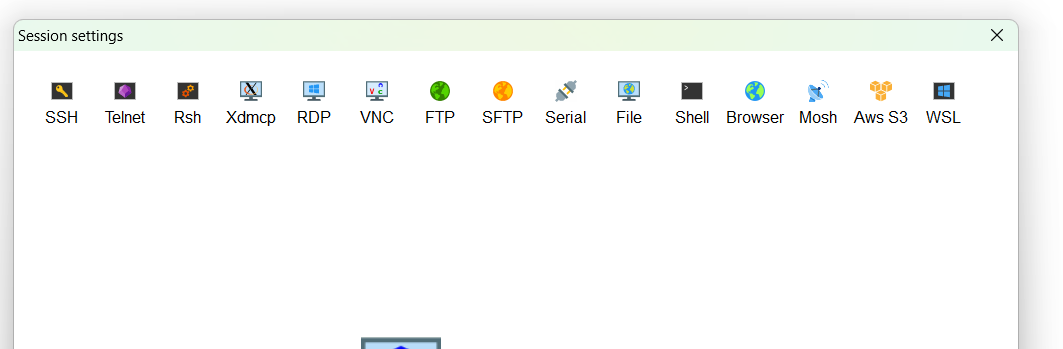 Session settings
SSH Telnet Rsh Xdmcp RDP VNC FTP SFTP Serial File Shell Browser Mosh Aws S3 WSL